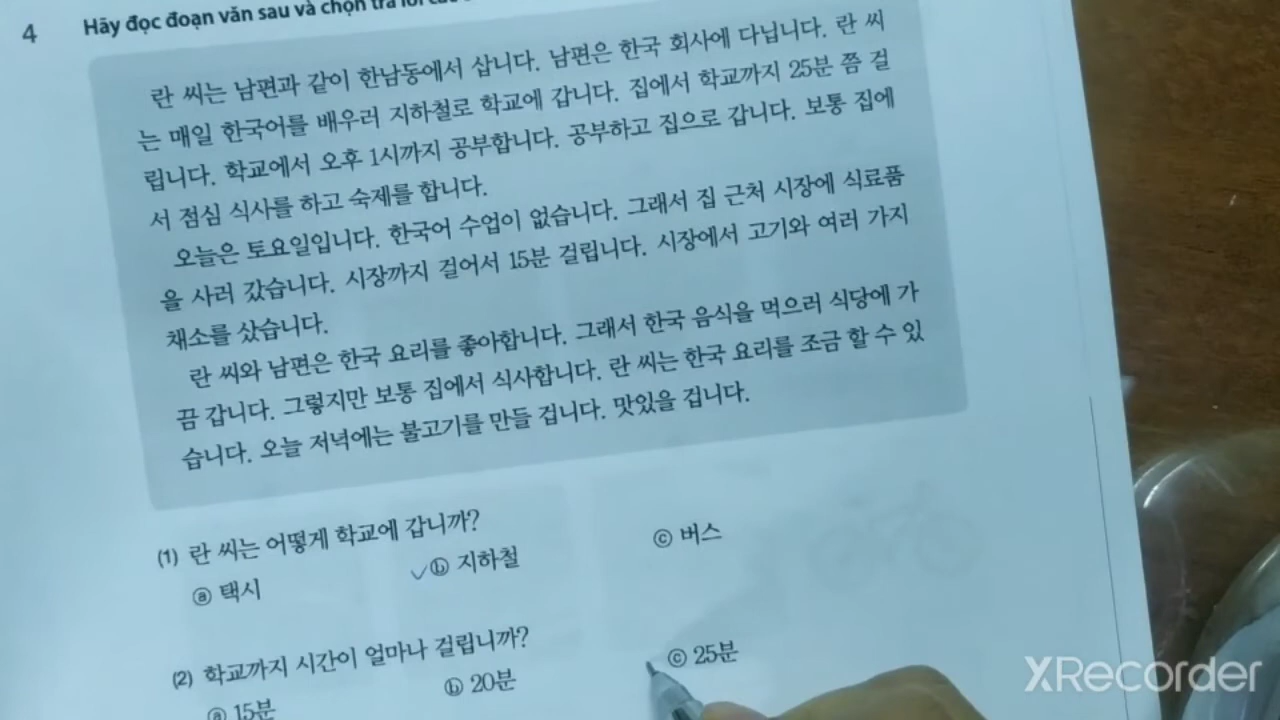 4 Hãy đọc đoạn văn sau và chọn trả lời
란 씨는 남편과 같이 한남동에서 삽니다. 남편은 한국 회사에 다닙니다. 란 씨
는 매일 한국어를 배우러 지하철로 학교에 갑니다. 집에서 학교까지 25분 쯤 걸
립니다. 학교에서 오후 1시까지 공부합니다. 공부하고 집으로 갑니다. 보통 집에
서 점심 식사를 하고 숙제를 합니다.
오늘은 토요일입니다. 한국어 수업이 없습니다. 그래서 집 근처 시장에 식료품
을 사러 갔습니다. 시장까지 걸어서 15분 걸립니다. 시장에서 고기와 여러 가지
채소를 샀습니다.
란 씨와 남편은 한국 요리를 좋아합니다. 그래서 한국 음식을 먹으러 식당에 가
끔 갑니다. 그렇지만 보통 집에서 식사합니다. 란 씨는 한국 요리를 조금 할 수 있
습니다. 오늘 저녁에는 불고기를 만들 겁니다. 맛있을 겁니다.
(1) 란 씨는 어떻게 학교에 갑니까?
ⓐ 택시 ✓ⓑ 지하철 ⓒ 버스
(2) 학교까지 시간이 얼마나 걸립니까?
ⓐ 15분 ⓑ 20분 ⓒ 25분
XRecorder